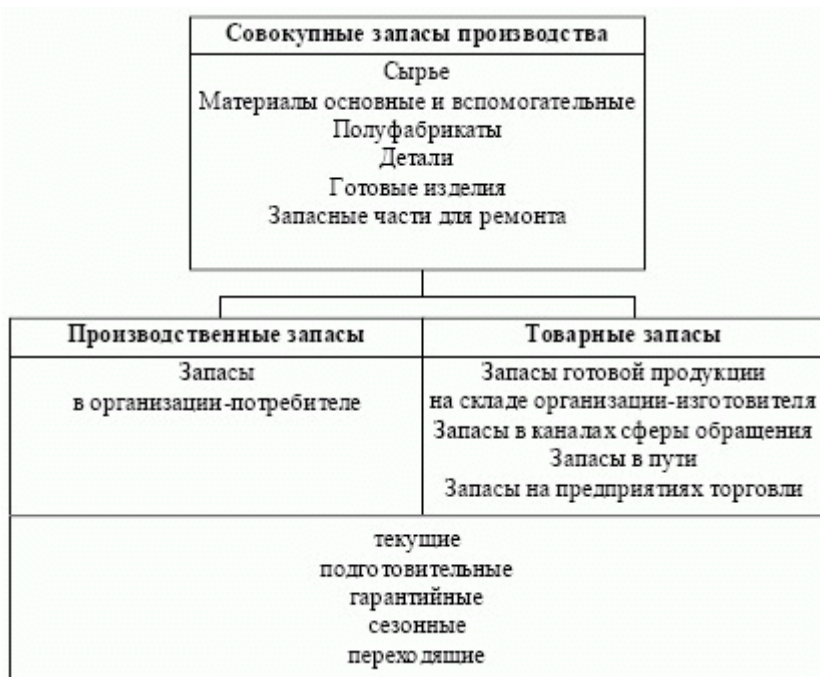 Совокупные запасы производства
Сырье
Материалы основные и вспомогательные
Полуфабрикаты
Детали
Готовые изделия
Запасные части для ремонта
Производственные запасы
Запасы
в организации-потребителе
Товарные запасы
Запасы готовой продукции
на складе организации-изготовителя
Запасы в каналах сферы обращения
Запасы в пути
Запасы на предприятиях торговли
текущие
подготовительные
гарантийные
сезонные
переходящие